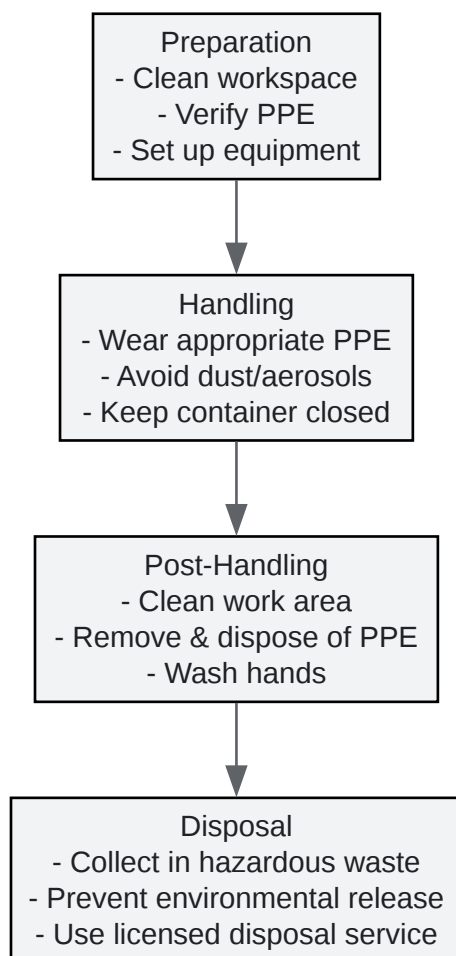 Preparation
- Clean workspace
- Verify PPE
- Set up equipment
Handling
- Wear appropriate PPE
- Avoid dust/aerosols
- Keep container closed
Post-Handling
- Clean work area
- Remove & dispose of PPE
- Wash hands
Disposal
- Collect in hazardous waste
- Prevent environmental release
- Use licensed disposal service